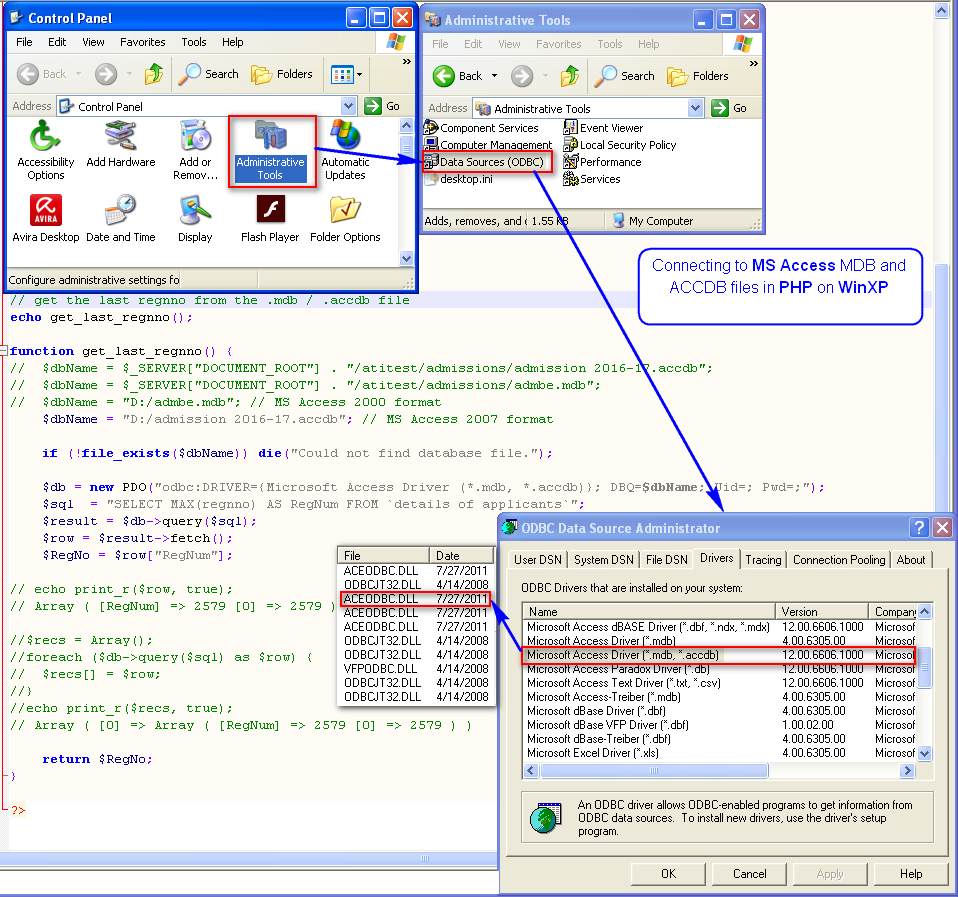 Control Panel
File Edit View Favorites Tools Help
Back Search Folders »
Address Control Panel Go
Accessibility Options
Add Hardware
Add or Remov...
Administrative Tools
Automatic Updates
AVIRA
Avira Desktop
Date and Time
Display
Flash Player
Folder Options
Configure administrative settings fo
Administrative Tools
File Edit View Favorites Tools Help
Back Search Folders »
Address Administrative Tools Go
Component Services
Computer Management
Data Sources (ODBC)
desktop.ini
Event Viewer
Local Security Policy
Performance
Services
Adds, removes, and c 1.55 KB My Computer
Connecting to MS Access MDB and
ACCDB files in PHP on WinXP
// get the last regnno from the .mdb / .accdb file
echo get_last_regnno();
function get_last_regnno() {
// $dbName = $_SERVER["DOCUMENT_ROOT"] . "/atitest/admissions/admission 2016-17.accdb";
// $dbName = $_SERVER["DOCUMENT_ROOT"] . "/atitest/admissions/admbe.mdb";
// $dbName = "D:/admbe.mdb"; // MS Access 2000 format
$dbName = "D:/admission 2016-17.accdb"; // MS Access 2007 format
if (!file_exists($dbName)) die("Could not find database file.");
$db = new PDO("odbc:DRIVER={Microsoft Access Driver (*.mdb, *.accdb)}; DBQ=$dbName; Uid=; Pwd=;");
$sql = "SELECT MAX(regnno) AS RegNum FROM `details of applicants`";
$result = $db->query($sql);
$row = $result->fetch();
$RegNo = $row["RegNum"];
// echo print_r($row, true);
// Array ( [RegNum] => 2579 [0] => 2579 )
//$recs = Array();
//foreach ($db->query($sql) as $row) {
// $recs[] = $row;
//}
//echo print_r($recs, true);
// Array ( [0] => Array ( [RegNum] => 2579 [0] => 2579 ) )
return $RegNo;
}
?>
File Date
ACEODBC.DLL 7/27/2011
ODBCJT32.DLL 4/14/2008
ACEODBC.DLL 7/27/2011
ACEODBC.DLL 7/27/2011
ACEODBC.DLL 7/27/2011
ODBCJT32.DLL 4/14/2008
ODBCJT32.DLL 4/14/2008
VFPODBC.DLL 4/14/2008
ODBCJT32.DLL 4/14/2008
ODBCJT32.DLL 4/14/2008
ODBC Data Source Administrator
User DSN System DSN File DSN Drivers Tracing Connection Pooling About
ODBC Drivers that are installed on your system:
Name Version Company
Microsoft Access dBASE Driver (*.dbf, *.ndx, *.mdx) 12.00.6606.1000 Microsof
Microsoft Access Driver (*.mdb) 4.00.6305.00 Microsof
Microsoft Access Driver (*.mdb, *.accdb) 12.00.6606.1000 Microsof
Microsoft Access Paradox Driver (*.db) 12.00.6606.1000 Microsof
Microsoft Access Text Driver (*.txt, *.csv) 12.00.6606.1000 Microsof
Microsoft Access-Treiber (*.mdb) 4.00.6305.00 Microsof
Microsoft dBase Driver (*.dbf) 4.00.6305.00 Microsof
Microsoft dBase VFP Driver (*.dbf) 1.00.02.00 Microsof
Microsoft dBase-Treiber (*.dbf) 4.00.6305.00 Microsof
Microsoft Excel Driver (*.xls) 4.00.6305.00 Microsof
An ODBC driver allows ODBC-enabled programs to get information from
ODBC data sources. To install new drivers, use the driver's setup
program.
OK Cancel Apply Help